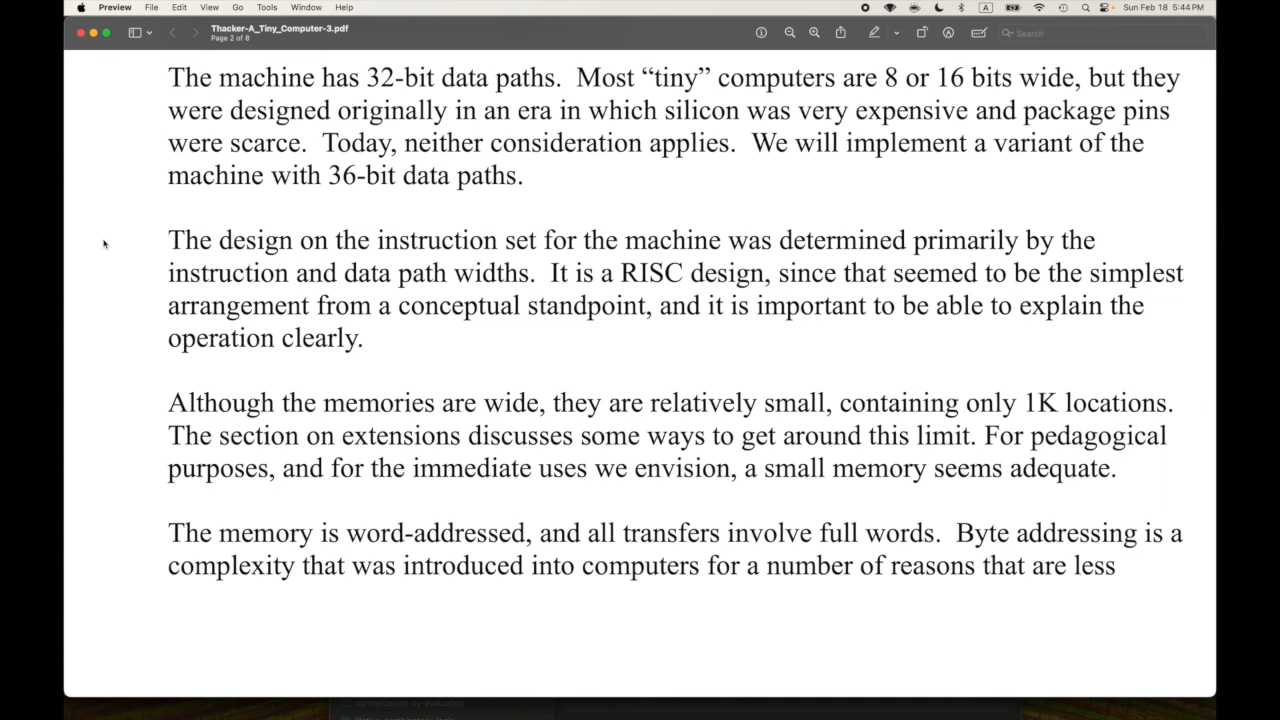 Preview File Edit View Go Tools Window Help A Sun Feb 18 5:44 PM
Thacker-A_Tiny_Computer-3.pdf
Page 2 of 8
Search
The machine has 32-bit data paths.  Most “tiny” computers are 8 or 16 bits wide, but they
were designed originally in an era in which silicon was very expensive and package pins
were scarce.  Today, neither consideration applies.  We will implement a variant of the
machine with 36-bit data paths.
The design on the instruction set for the machine was determined primarily by the
instruction and data path widths.  It is a RISC design, since that seemed to be the simplest
arrangement from a conceptual standpoint, and it is important to be able to explain the
operation clearly.
Although the memories are wide, they are relatively small, containing only 1K locations.
The section on extensions discusses some ways to get around this limit. For pedagogical
purposes, and for the immediate uses we envision, a small memory seems adequate.
The memory is word-addressed, and all transfers involve full words.  Byte addressing is a
complexity that was introduced into computers for a number of reasons that are less